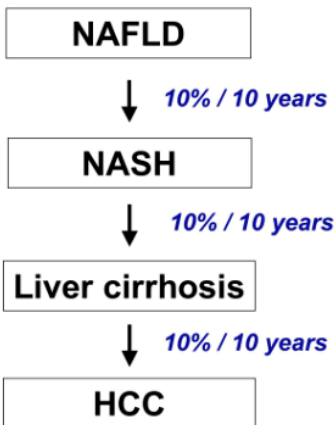 NAFLD
10% / 10 years
NASH
10% / 10 years
Liver cirrhosis
10% / 10 years
HCC